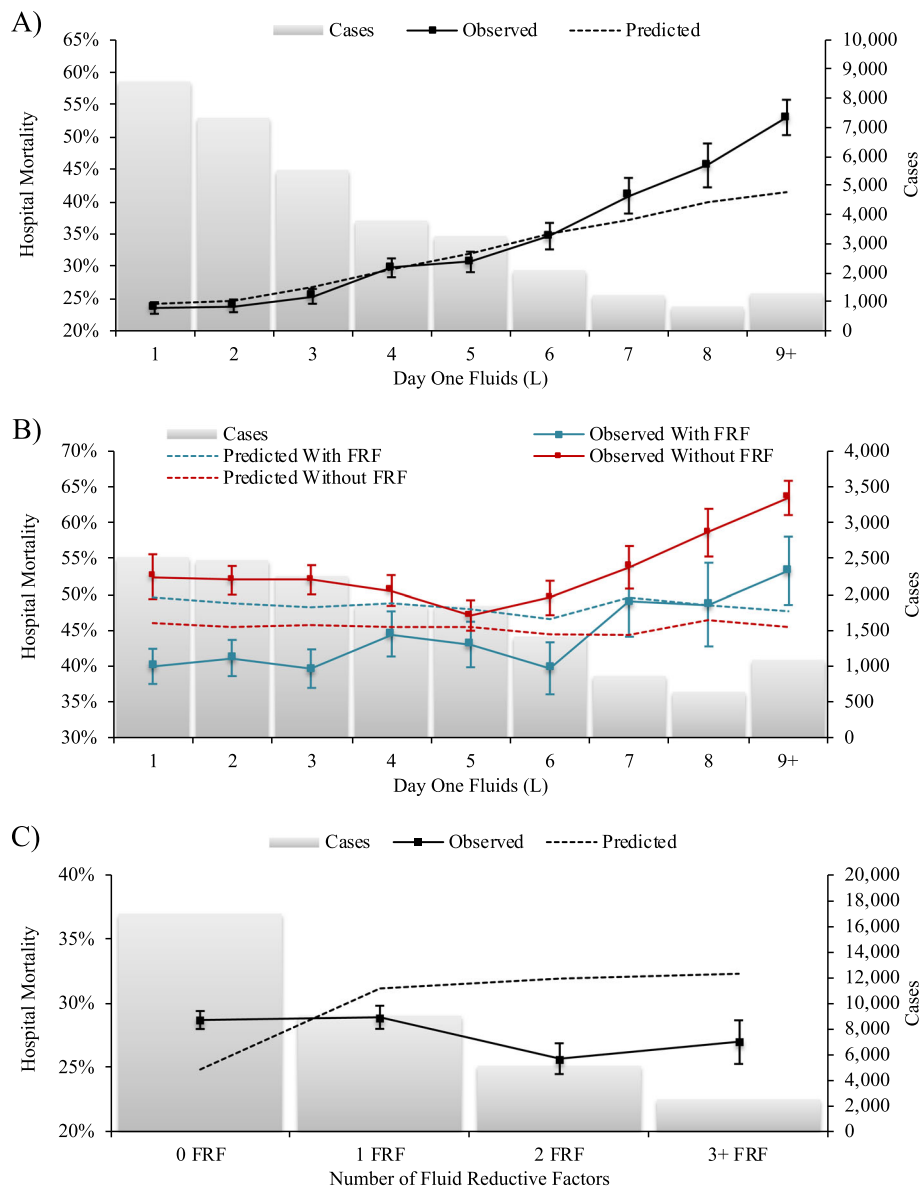 A)
Cases Observed Predicted
65% 10,000
60% 9,000
55% 8,000
50% 7,000
45% 6,000
40% 5,000
35% 4,000
30% 3,000
25% 2,000
20% 1,000
0
Hospital Mortality
Cases
1 2 3 4 5 6 7 8 9+
Day One Fluids (L)
B)
Cases Observed With FRF
Predicted With FRF Observed Without FRF
Predicted Without FRF
70% 4,000
65% 3,500
60% 3,000
55% 2,500
50% 2,000
45% 1,500
40% 1,000
35% 500
30% 0
Hospital Mortality
Cases
1 2 3 4 5 6 7 8 9+
Day One Fluids (L)
C)
Cases Observed Predicted
40% 20,000
18,000
35% 16,000
14,000
12,000
30% 10,000
8,000
25% 6,000
4,000
2,000
20% 0
Hospital Mortality
Cases
0 FRF 1 FRF 2 FRF 3+ FRF
Number of Fluid Reductive Factors